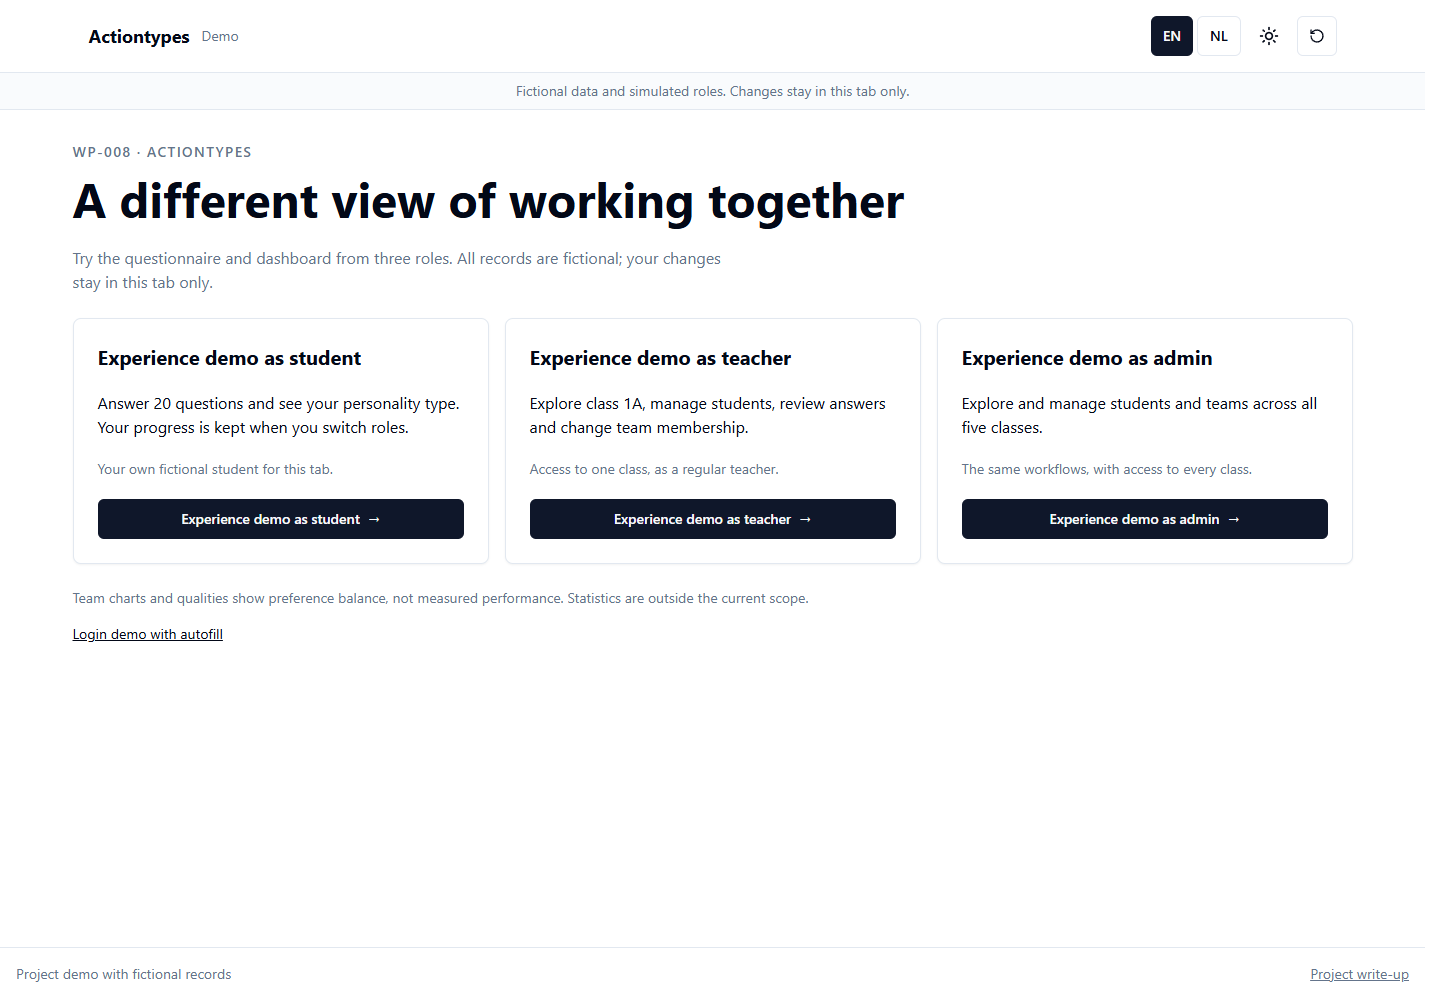 Actiontypes Demo
EN NL
Fictional data and simulated roles. Changes stay in this tab only.
WP-008 · ACTIONTYPES
A different view of working together
Try the questionnaire and dashboard from three roles. All records are fictional; your changes
stay in this tab only.
Experience demo as student
Answer 20 questions and see your personality type.
Your progress is kept when you switch roles.
Your own fictional student for this tab.
Experience demo as student →
Experience demo as teacher
Explore class 1A, manage students, review answers
and change team membership.
Access to one class, as a regular teacher.
Experience demo as teacher →
Experience demo as admin
Explore and manage students and teams across all
five classes.
The same workflows, with access to every class.
Experience demo as admin →
Team charts and qualities show preference balance, not measured performance. Statistics are outside the current scope.
Login demo with autofill
Project demo with fictional records
Project write-up